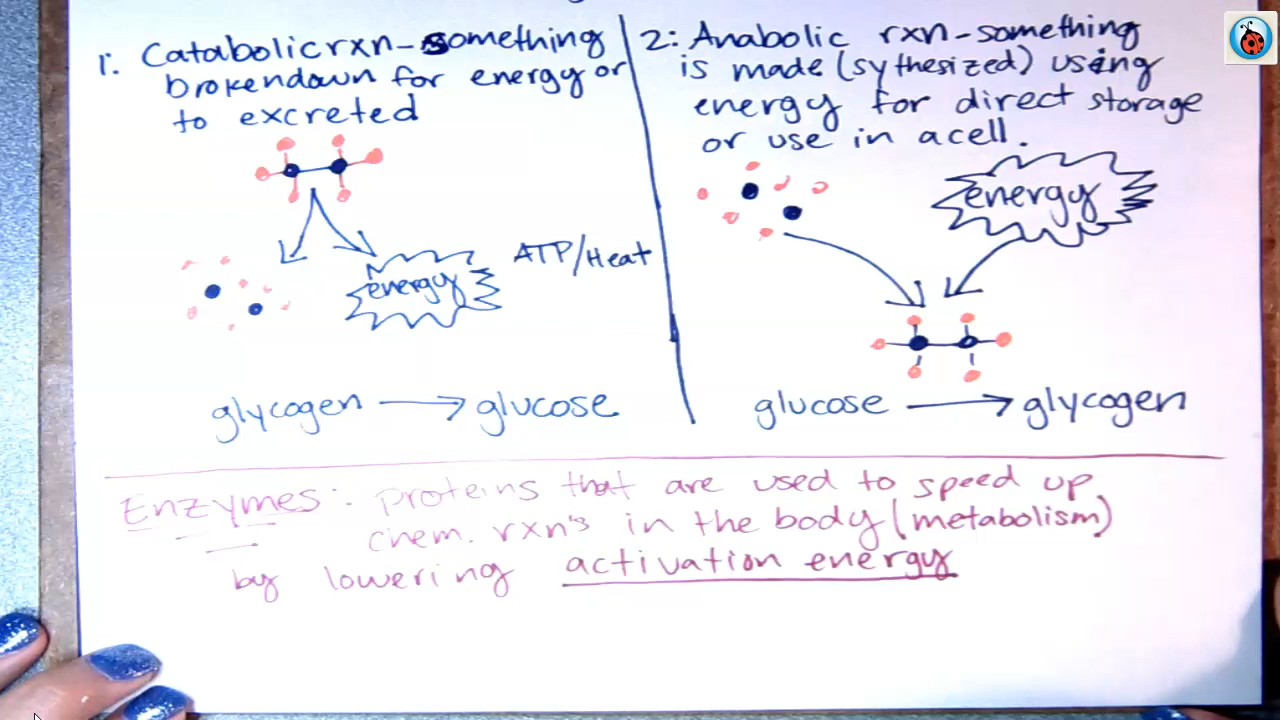 1: Catabolic rxn - something
brokendown for energy or
to excreted
energy
ATP/Heat
glycogen → glucose
2: Anabolic rxn - something
is made (sythesized) using
energy for direct storage
or use in a cell.
energy
glucose → glycogen
Enzymes: proteins that are used to speed up
chem. rxn's in the body (metabolism)
by lowering activation energy